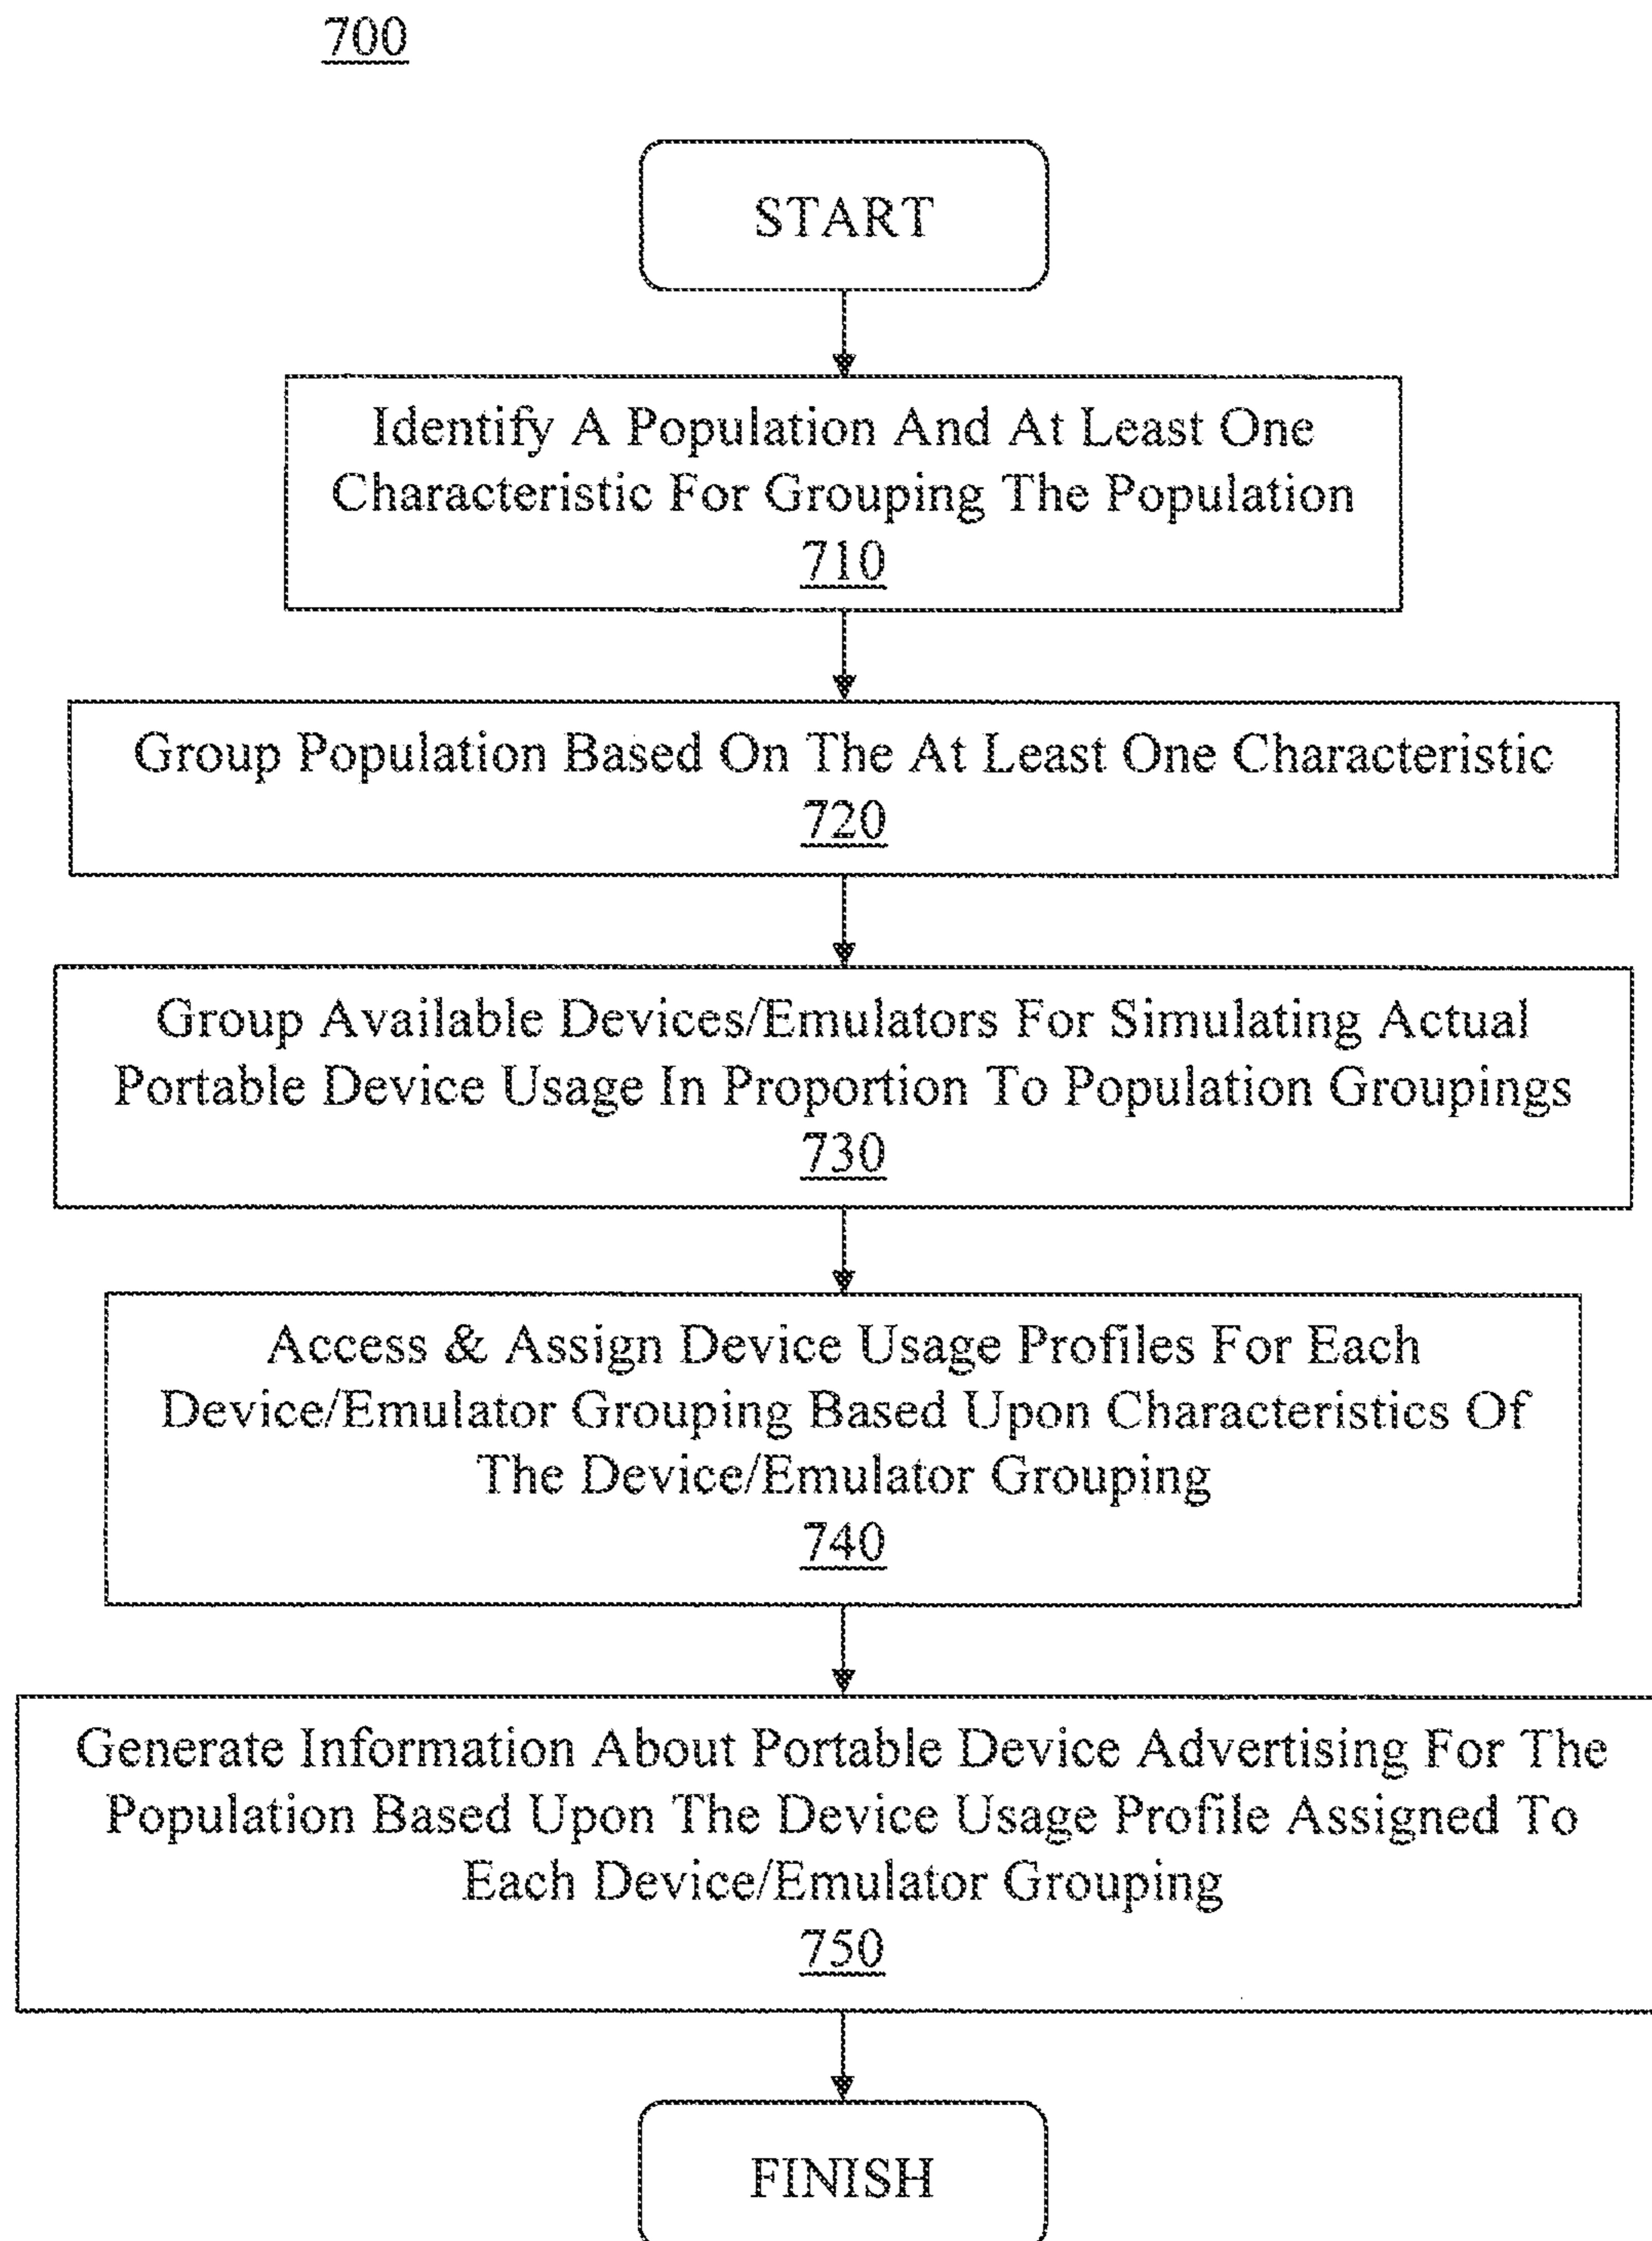 700
START
Identify A Population And At Least One
Characteristic For Grouping The Population
710
Group Population Based On The At Least One Characteristic
720
Group Available Devices/Emulators For Simulating Actual
Portable Device Usage In Proportion To Population Groupings
730
Access & Assign Device Usage Profiles For Each
Device/Emulator Grouping Based Upon Characteristics Of
The Device/Emulator Grouping
740
Generate Information About Portable Device Advertising For The
Population Based Upon The Device Usage Profile Assigned To
Each Device/Emulator Grouping
750
FINISH